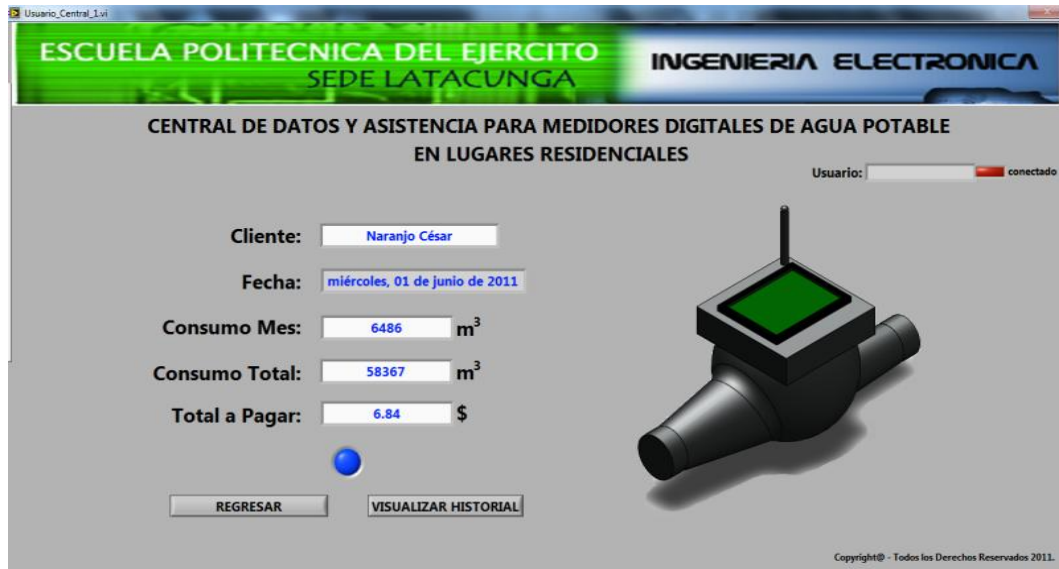 Usuario_Central_1.vi
ESCUELA POLITECNICA DEL EJERCITO
SEDE LATACUNGA
INGENIERIA ELECTRONICA
CENTRAL DE DATOS Y ASISTENCIA PARA MEDIDORES DIGITALES DE AGUA POTABLE
EN LUGARES RESIDENCIALES
Usuario: conectado
Cliente: Naranjo César
Fecha: miércoles, 01 de junio de 2011
Consumo Mes: 6486 m³
Consumo Total: 58367 m³
Total a Pagar: 6.84 $
REGRESAR VISUALIZAR HISTORIAL
Copyright@ - Todos los Derechos Reservados 2011.